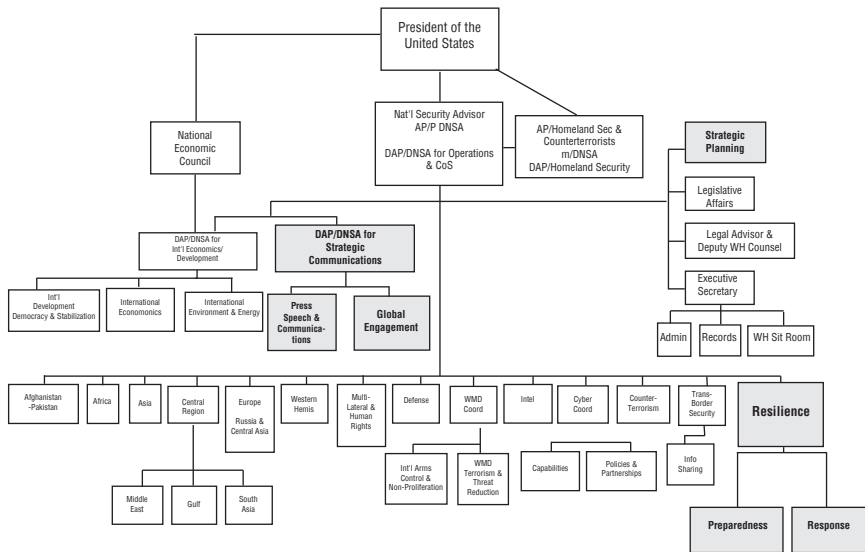 President of the
United States
National
Economic
Council
Nat'l Security Advisor
AP/P DNSA
DAP/DNSA for Operations
& CoS
AP/Homeland Sec &
Counterterrorists
m/DNSA
DAP/Homeland Security
Strategic
Planning
Legislative
Affairs
Legal Advisor &
Deputy WH Counsel
Executive
Secretary
Admin
Records
WH Sit Room
DAP/DNSA for
Int'l Economics/
Development
DAP/DNSA for
Strategic
Communications
Int'l
Development
Democracy & Stabilization
International
Economonics
International
Environment & Energy
Press
Speech &
Communica-
tions
Global
Engagement
Afghanistan
-Pakistan
Africa
Asia
Central
Region
Europe
Russia &
Central Asia
Western
Hemis
Multi-
Lateral &
Human
Rights
Defense
WMD
Coord
Intel
Cyber
Coord
Counter-
Terrorism
Trans-
Border
Security
Resilience
Middle
East
Gulf
South
Asia
Int'l Arms
Control &
Non-Proliferation
WMD
Terrorism &
Threat
Reduction
Capabilities
Policies &
Partnerships
Info
Sharing
Preparedness
Response